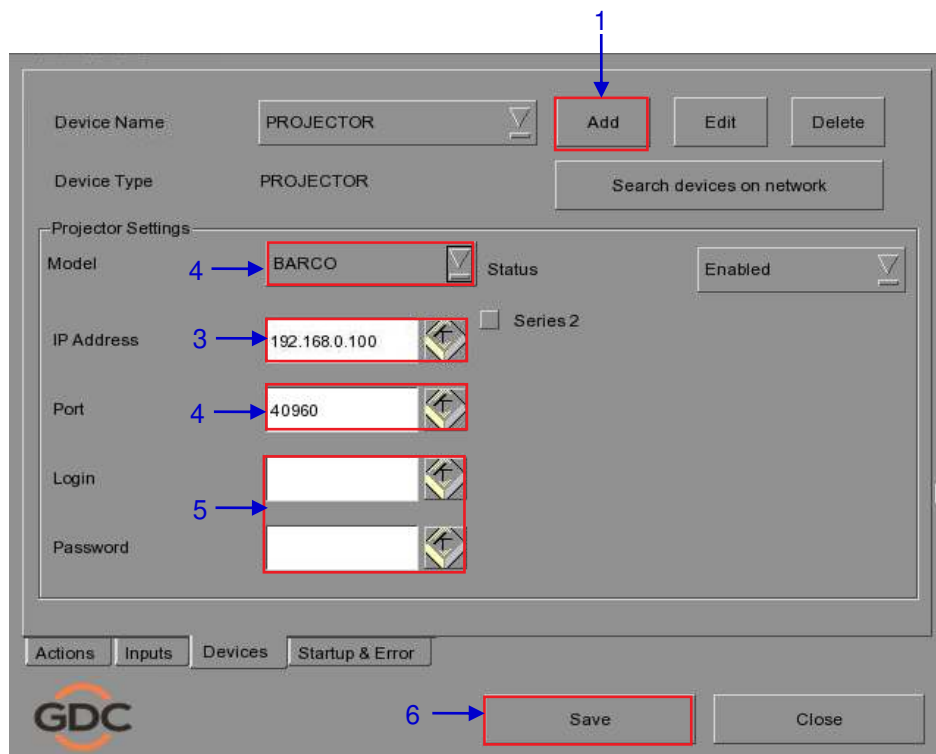 1
Device Name PROJECTOR Add Edit Delete
Device Type PROJECTOR Search devices on network
Projector Settings
Model 4 BARCO Status Enabled
Series 2
IP Address 3 192.168.0.100
Port 4 40960
Login
5
Password
Actions Inputs Devices Startup & Error
GDC 6 Save Close